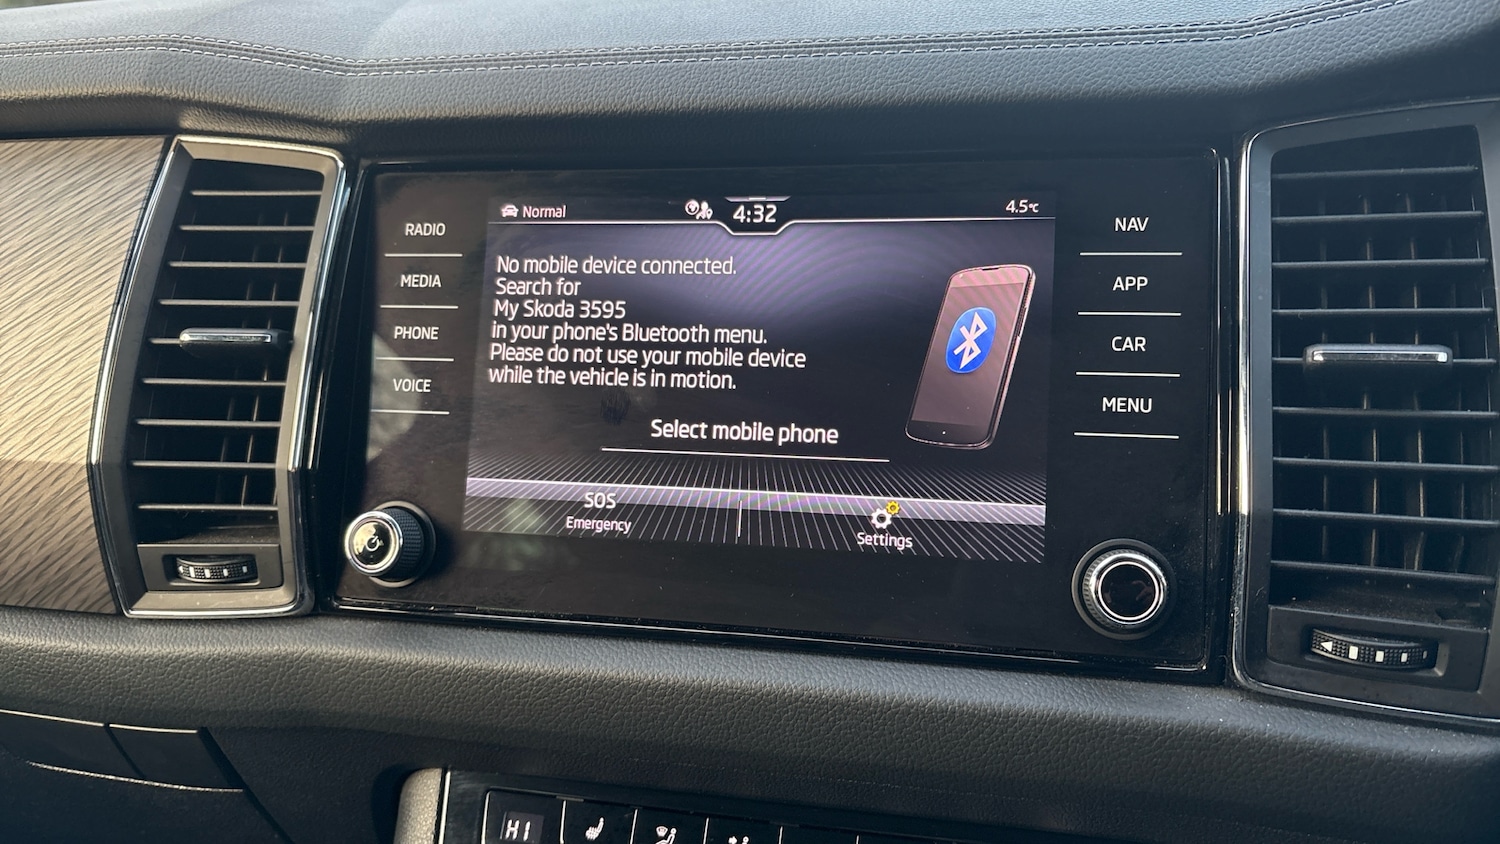 Normal
4:32
4.5°C
RADIO
MEDIA
PHONE
VOICE
No mobile device connected.
Search for
My Skoda 3595
in your phone's Bluetooth menu.
Please do not use your mobile device
while the vehicle is in motion.
Select mobile phone
SOS
Emergency
Settings
NAV
APP
CAR
MENU
HI